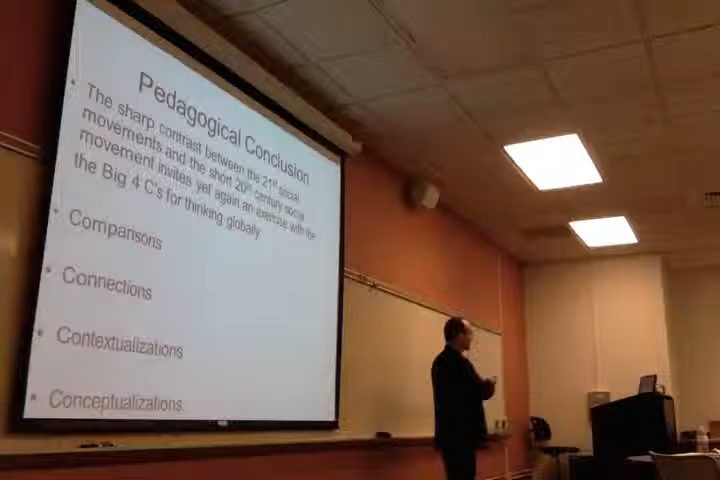 Pedagogical Conclusion
• The sharp contrast between the 21st social
movements and the short 20th century social
movement invites yet again an exercise with the
the Big 4 C's for thinking globally
• Comparisons
• Connections
• Contextualizations
• Conceptualizations